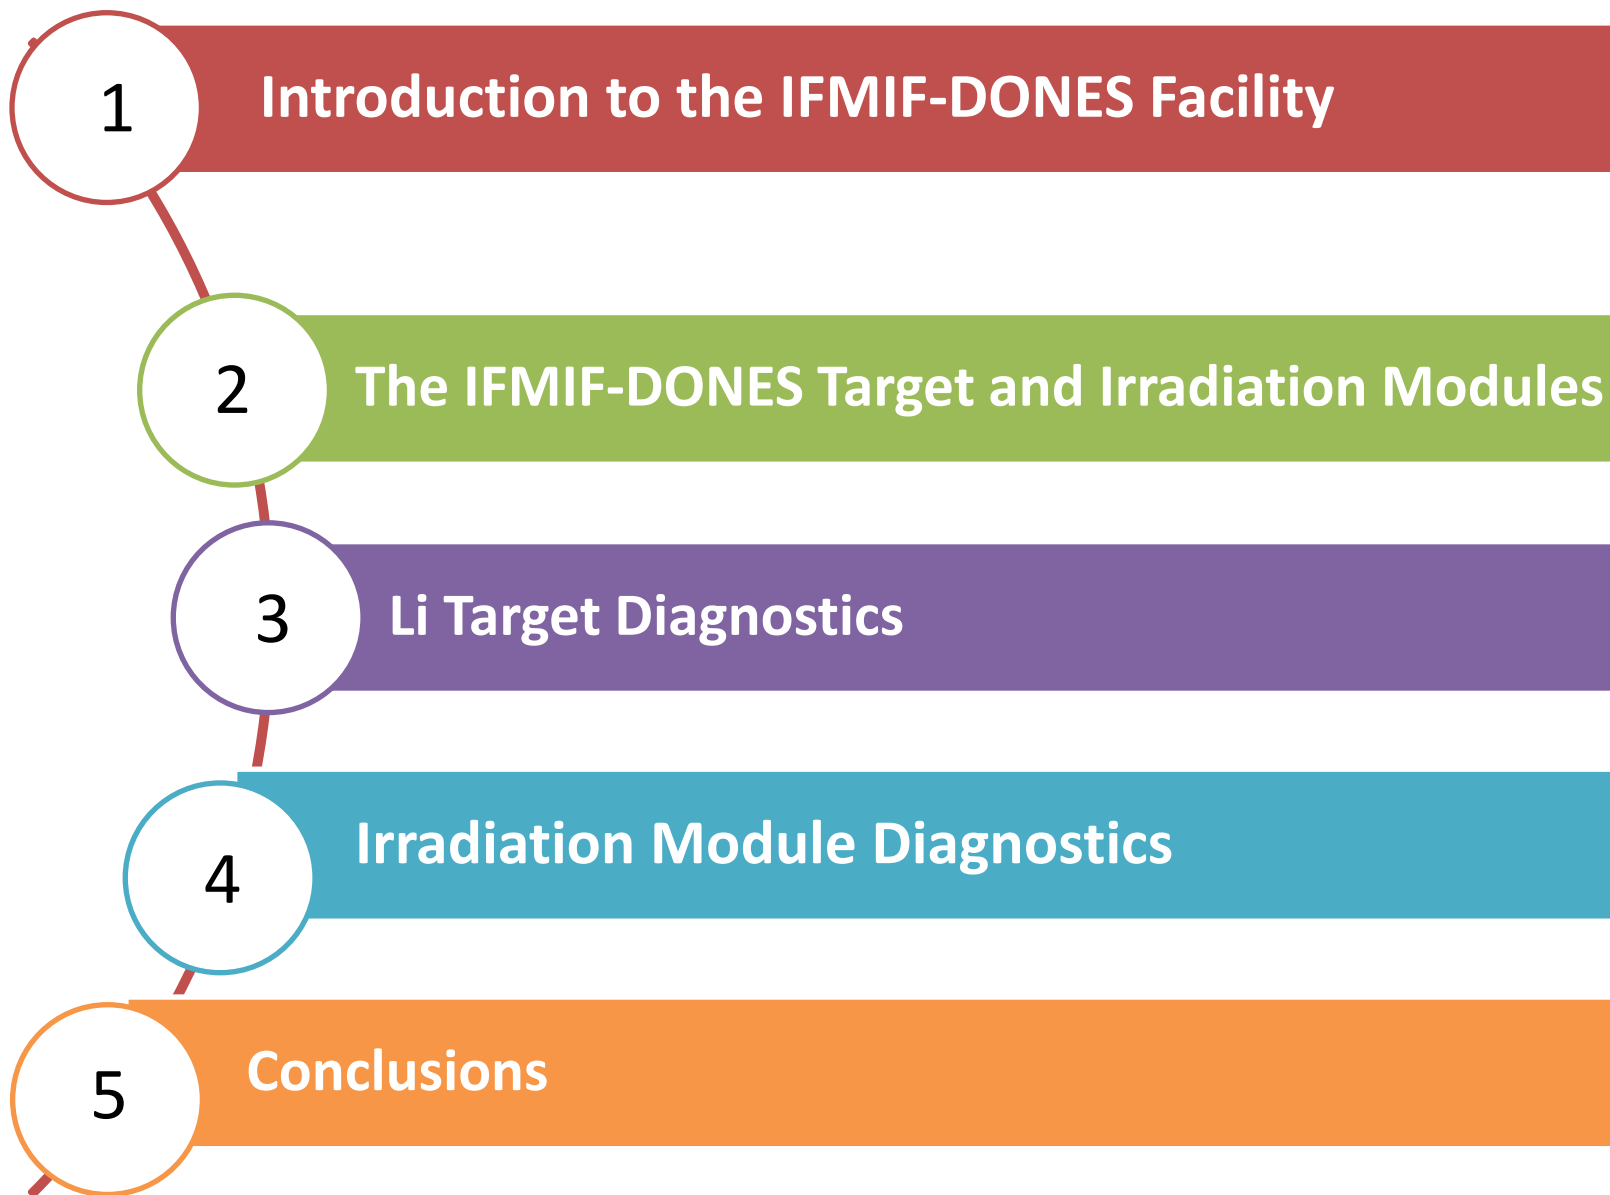 1 Introduction to the IFMIF-DONES Facility
2 The IFMIF-DONES Target and Irradiation Modules
3 Li Target Diagnostics
4 Irradiation Module Diagnostics
5 Conclusions